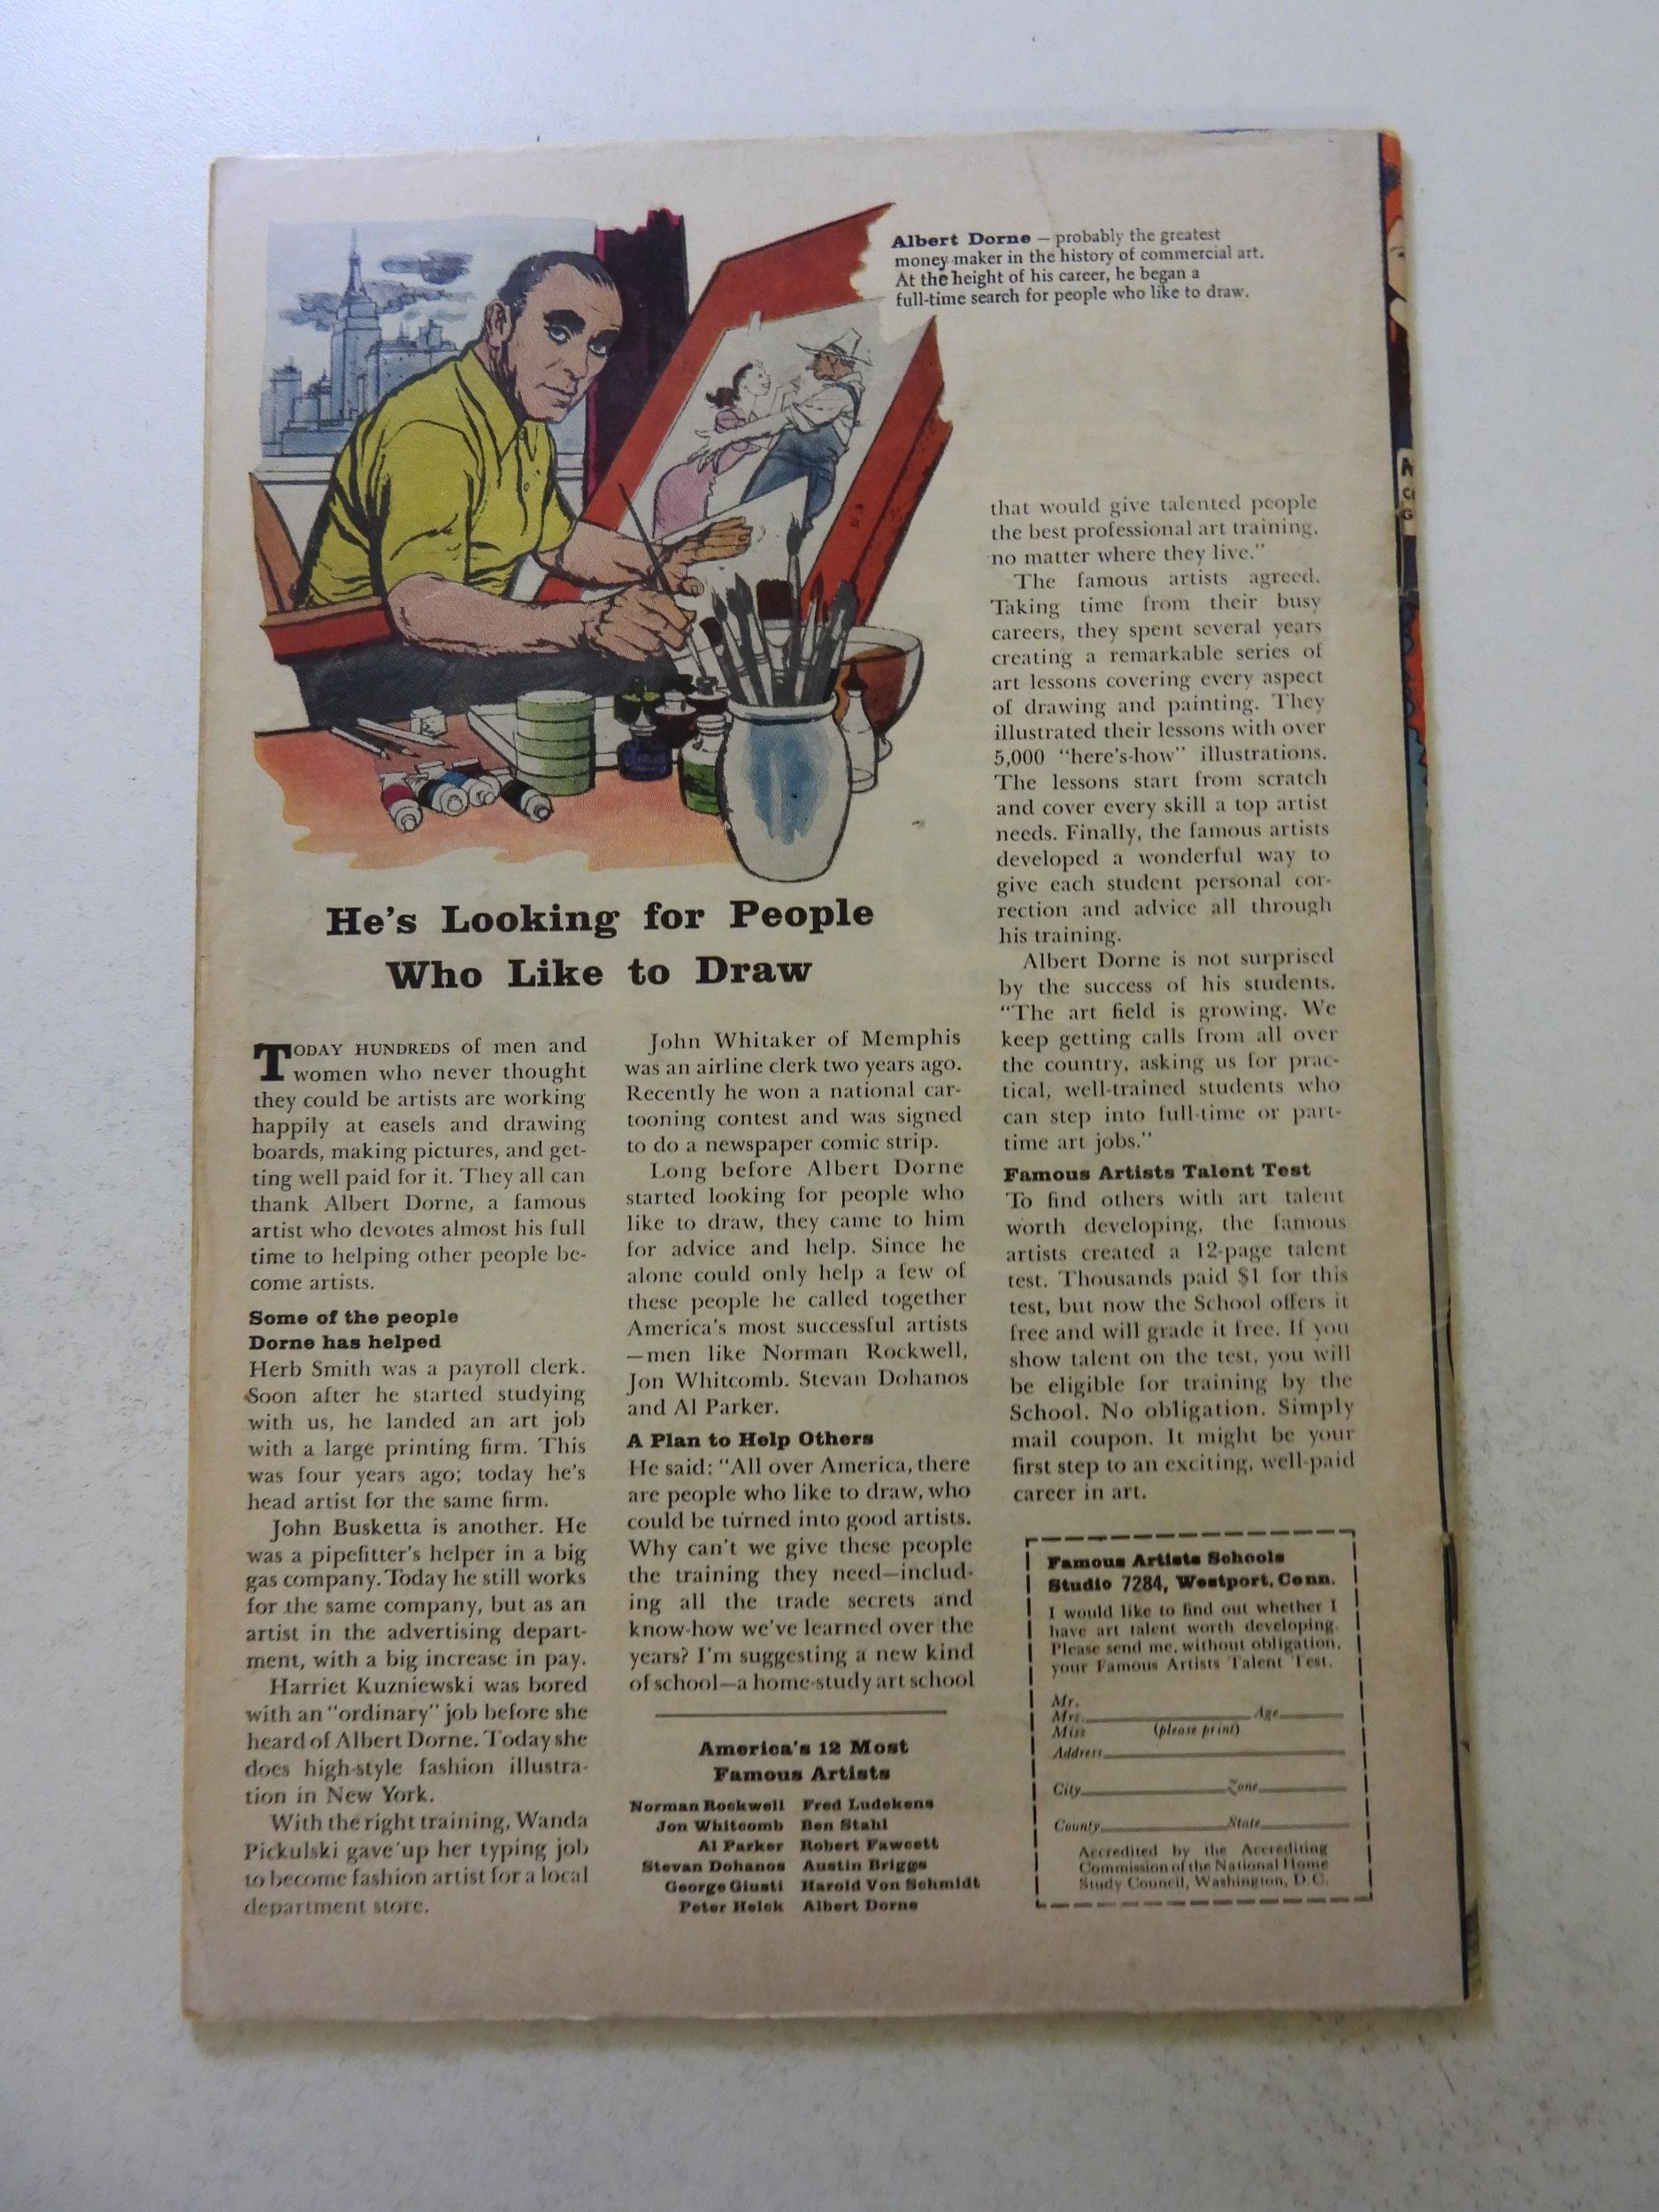 Albert Dorne — probably the greatest
money maker in the history of commercial art.
At the height of his career, he began a
full-time search for people who like to draw.
He's Looking for People
Who Like to Draw
TODAY HUNDREDS of men and
women who never thought
they could be artists are working
happily at easels and drawing
boards, making pictures, and get-
ting well paid for it. They all can
thank Albert Dorne, a famous
artist who devotes almost his full
time to helping other people be-
come artists.
Some of the people
Dorne has helped
Herb Smith was a payroll clerk.
Soon after he started studying
with us, he landed an art job
with a large printing firm. This
was four years ago; today he's
head artist for the same firm.
John Busketta is another. He
was a pipefitter's helper in a big
gas company. Today he still works
for the same company, but as an
artist in the advertising depart-
ment, with a big increase in pay.
Harriet Kuzniewski was bored
with an "ordinary" job before she
heard of Albert Dorne. Today she
does high-style fashion illustra-
tion in New York.
With the right training, Wanda
Pickulski gave up her typing job
to become fashion artist for a local
department store.
John Whitaker of Memphis
was an airline clerk two years ago.
Recently he won a national car-
tooning contest and was signed
to do a newspaper comic strip.
Long before Albert Dorne
started looking for people who
like to draw, they came to him
for advice and help. Since he
alone could only help a few of
these people he called together
America's most successful artists
—men like Norman Rockwell,
Jon Whitcomb. Stevan Dohanos
and Al Parker.
A Plan to Help Others
He said: "All over America, there
are people who like to draw, who
could be turned into good artists.
Why can't we give these people
the training they need—includ-
ing all the trade secrets and
know-how we've learned over the
years? I'm suggesting a new kind
of school—a home-study art school
America's 12 Most
Famous Artists
Norman Rockwell Fred Ludekens
Jon Whitcomb Ben Stahl
Al Parker Robert Fawcett
Stevan Dohanos Austin Briggs
George Giusti Harold Von Schmidt
Peter Helck Albert Dorne
that would give talented people
the best professional art training,
no matter where they live."
The famous artists agreed.
Taking time from their busy
careers, they spent several years
creating a remarkable series of
art lessons covering every aspect
of drawing and painting. They
illustrated their lessons with over
5,000 "here's-how" illustrations.
The lessons start from scratch
and cover every skill a top artist
needs. Finally, the famous artists
developed a wonderful way to
give each student personal cor-
rection and advice all through
his training.
Albert Dorne is not surprised
by the success of his students.
"The art field is growing. We
keep getting calls from all over
the country, asking us for prac-
tical, well-trained students who
can step into full-time or part-
time art jobs."
Famous Artists Talent Test
To find others with art talent
worth developing, the famous
artists created a 12-page talent
test. Thousands paid $1 for this
test, but now the School offers it
free and will grade it free. If you
show talent on the test, you will
be eligible for training by the
School. No obligation. Simply
mail coupon. It might be your
first step to an exciting, well-paid
career in art.
Famous Artists Schools
Studio 7284, Westport, Conn.
I would like to find out whether I
have art talent worth developing.
Please send me, without obligation,
your Famous Artists Talent Test.
Mr.
Mrs. Age
Miss (please print)
Address
City Zone
County State
Accredited by the Accrediting
Commission of the National Home
Study Council, Washington, D.C.